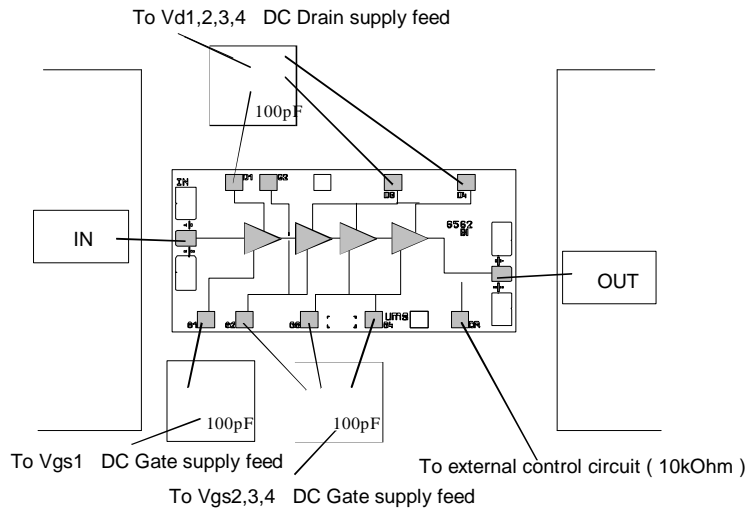 To Vd1,2,3,4 DC Drain supply feed
100pF
IN
D1
G2
D3
D4
6562
IN
OUT
G1
G2
G3
ums
G4
DR
100pF
100pF
To Vgs1 DC Gate supply feed
To external control circuit ( 10kOhm )
To Vgs2,3,4 DC Gate supply feed